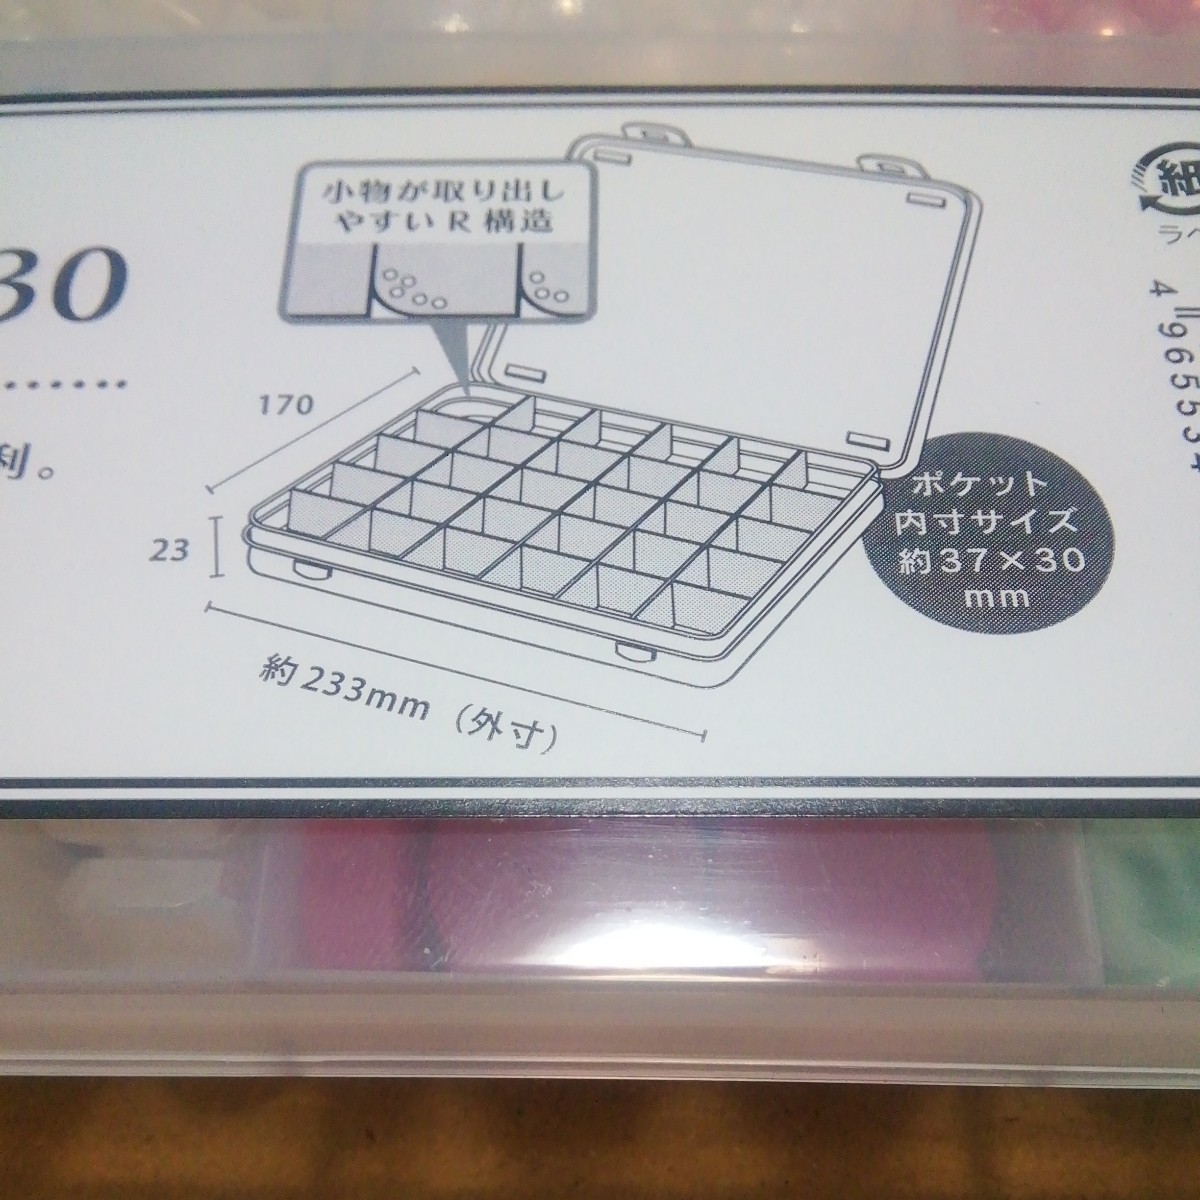 小物が取り出し
やすいR構造
30
利。
170
23
約233mm（外寸）
ポケット
内寸サイズ
約37×30
mm
紙
ラベ
4 96553